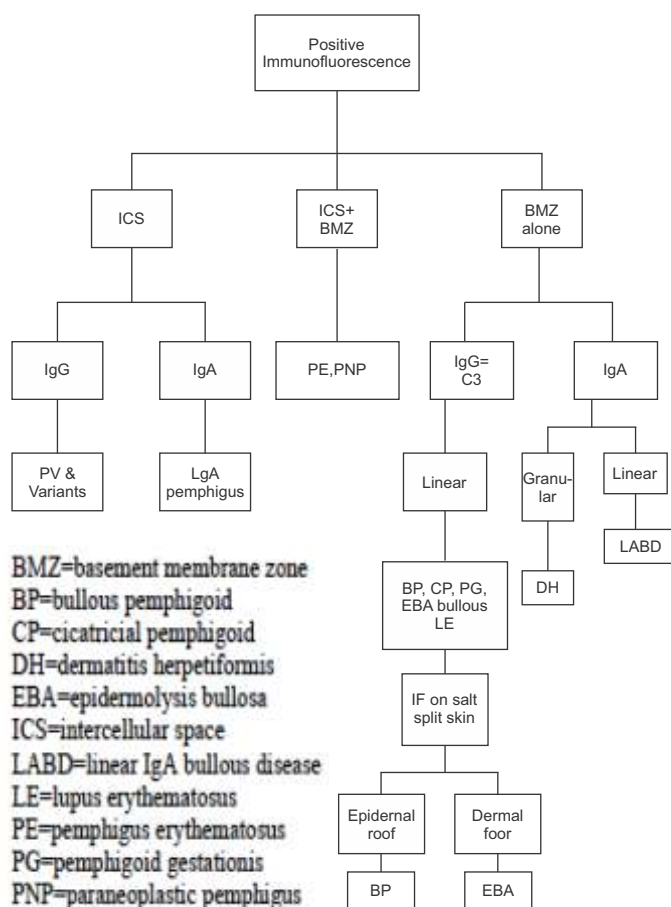 Positive
Immunofluorescence
ICS
ICS+
BMZ
BMZ
alone
IgG
IgA
PE,PNP
IgG=
C3
IgA
PV &
Variants
LgA
pemphigus
Linear
Granu-
lar
Linear
LABD
DH
BP, CP, PG,
EBA bullous
LE
IF on salt
split skin
Epidernal
roof
Dermal
foor
BP
EBA
BMZ=basement membrane zone
BP=bullous pemphigoid
CP=cicatricial pemphigoid
DH=dermatitis herpetiformis
EBA=epidermolysis bullosa
ICS=intercellular space
LABD=linear IgA bullous disease
LE=lupus erythematosus
PE=pemphigus erythematosus
PG=pemphigoid gestationis
PNP=paraneoplastic pemphigus